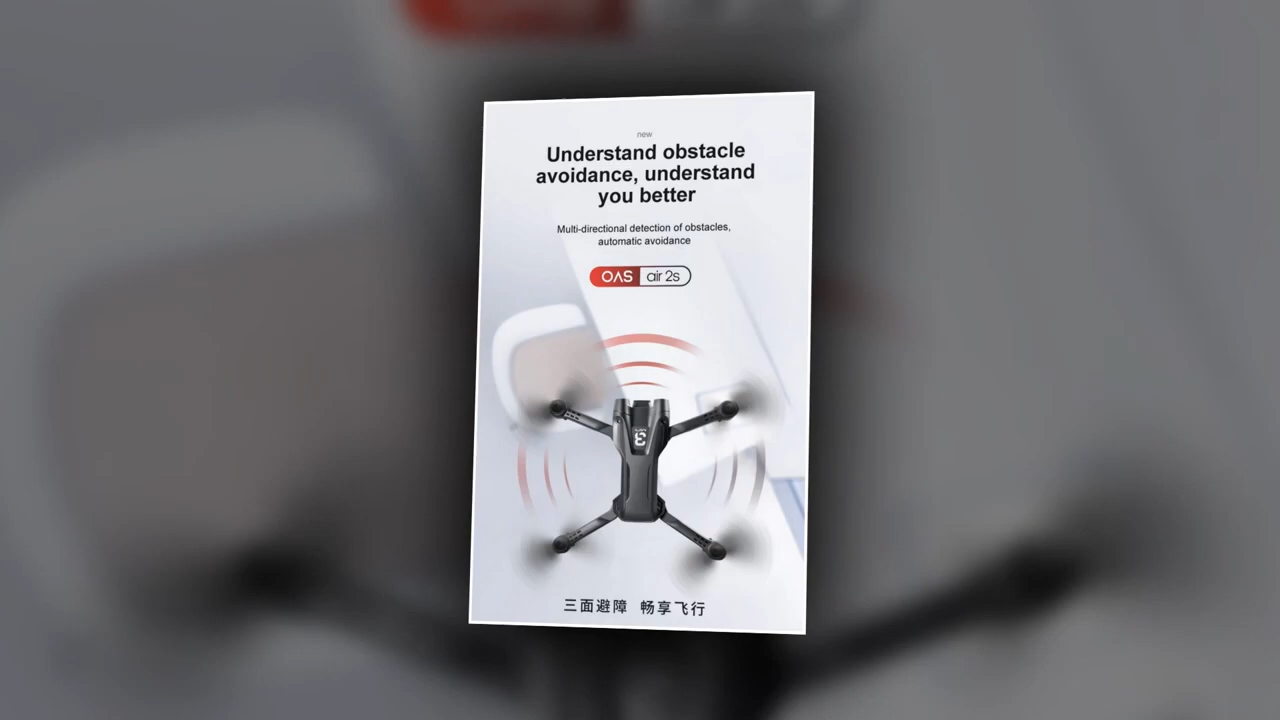 new
Understand obstacle
avoidance, understand
you better
Multi-directional detection of obstacles,
automatic avoidance
OAS air 2s
三面避障 畅享飞行